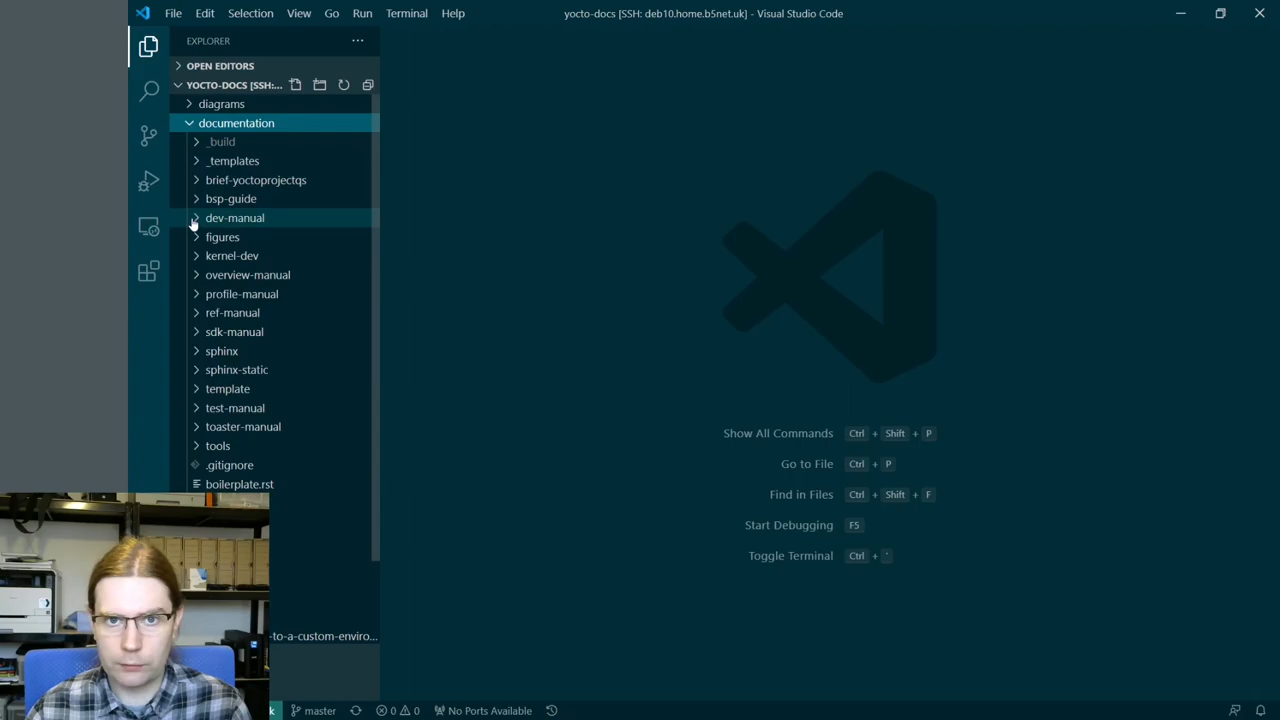 File Edit Selection View Go Run Terminal Help
yocto-docs [SSH: deb10.home.b5net.uk] - Visual Studio Code
EXPLORER
OPEN EDITORS
YOCTO-DOCS [SSH:...
diagrams
documentation
_build
_templates
brief-yoctoprojectqs
bsp-guide
dev-manual
figures
kernel-dev
overview-manual
profile-manual
ref-manual
sdk-manual
sphinx
sphinx-static
template
test-manual
toaster-manual
tools
.gitignore
boilerplate.rst
-to-a-custom-enviro...
Show All Commands Ctrl + Shift + P
Go to File Ctrl + P
Find in Files Ctrl + Shift + F
Start Debugging F5
Toggle Terminal Ctrl + '
k master 0 0 No Ports Available